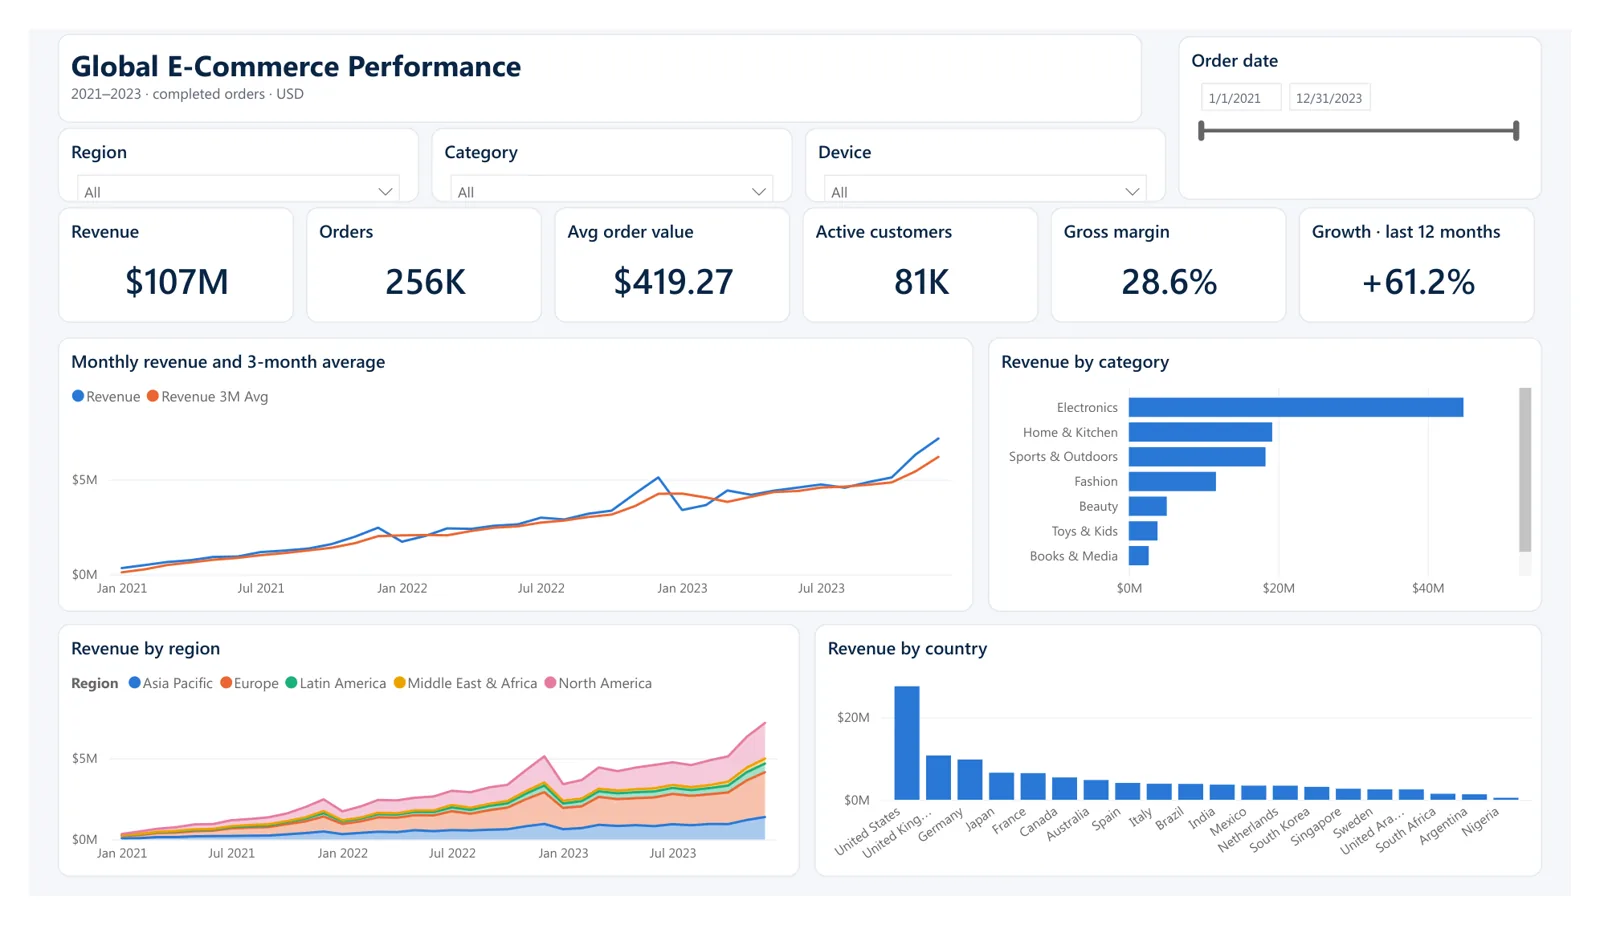 Global E-Commerce Performance
2021–2023 · completed orders · USD
Order date
1/1/2021 12/31/2023
Region
All
Category
All
Device
All
Revenue
$107M
Orders
256K
Avg order value
$419.27
Active customers
81K
Gross margin
28.6%
Growth · last 12 months
+61.2%
Monthly revenue and 3-month average
Revenue Revenue 3M Avg
$5M
$0M
Jan 2021 Jul 2021 Jan 2022 Jul 2022 Jan 2023 Jul 2023
Revenue by category
Electronics
Home & Kitchen
Sports & Outdoors
Fashion
Beauty
Toys & Kids
Books & Media
$0M $20M $40M
Revenue by region
Region Asia Pacific Europe Latin America Middle East & Africa North America
$5M
$0M
Jan 2021 Jul 2021 Jan 2022 Jul 2022 Jan 2023 Jul 2023
Revenue by country
$20M
$0M
United States
United King...
Germany
Japan
France
Canada
Australia
Spain
Italy
Brazil
India
Mexico
Netherlands
South Korea
Singapore
Sweden
United Ara...
South Africa
Argentina
Nigeria